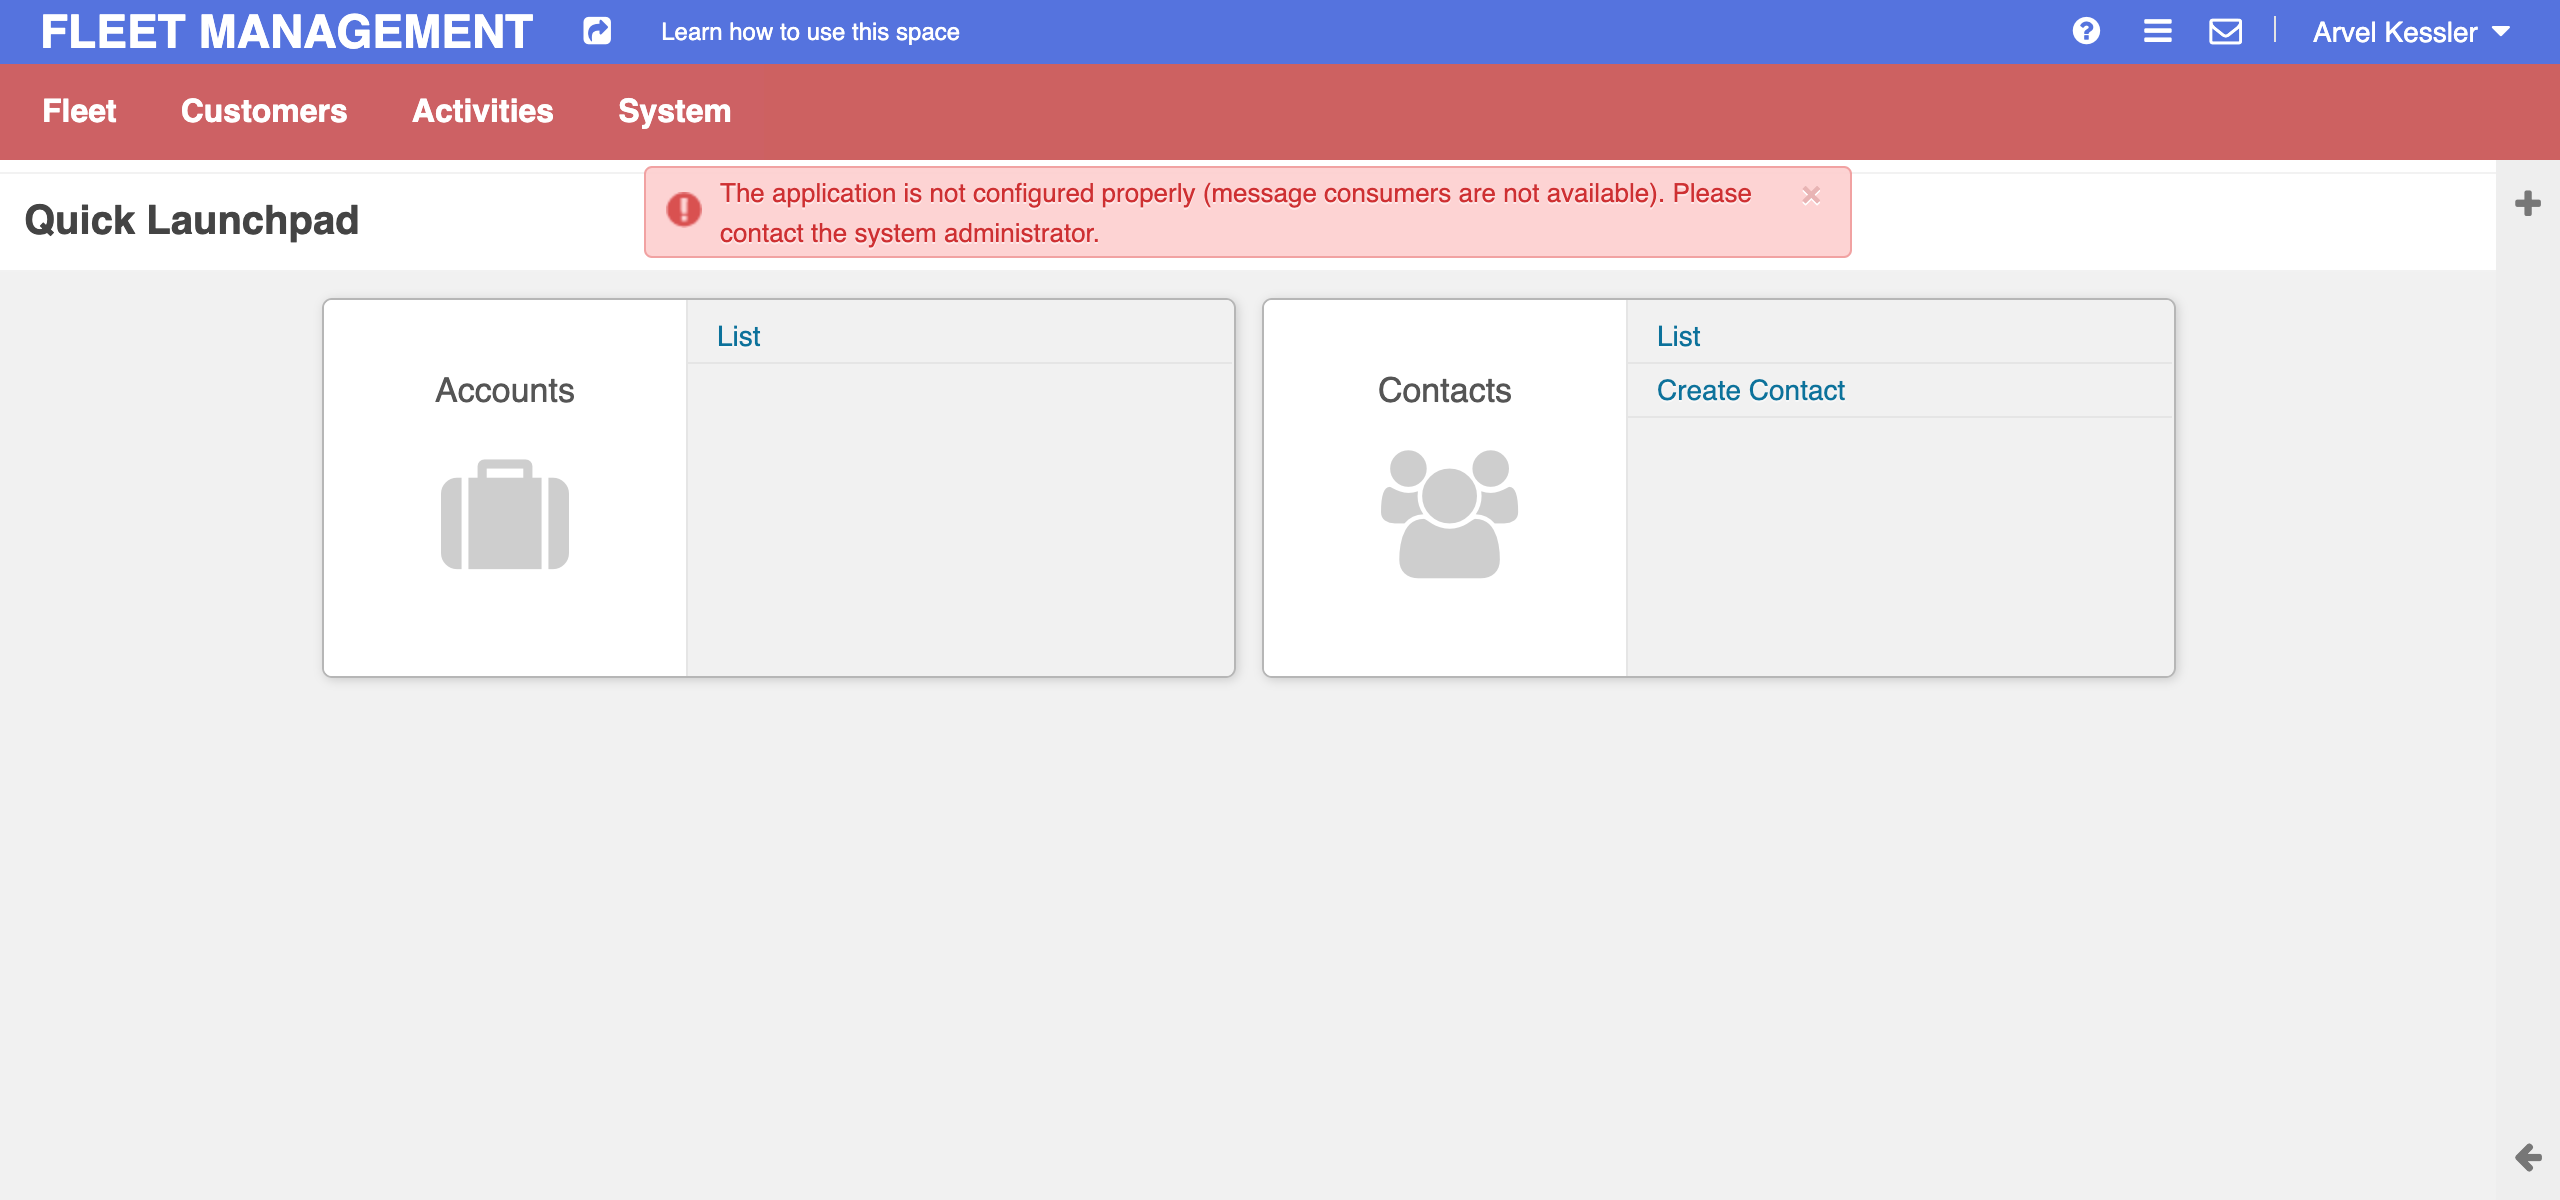 FLEET MANAGEMENT
Learn how to use this space
Arvel Kessler
Fleet
Customers
Activities
System
Quick Launchpad
The application is not configured properly (message consumers are not available). Please
contact the system administrator.
Accounts
List
Contacts
List
Create Contact